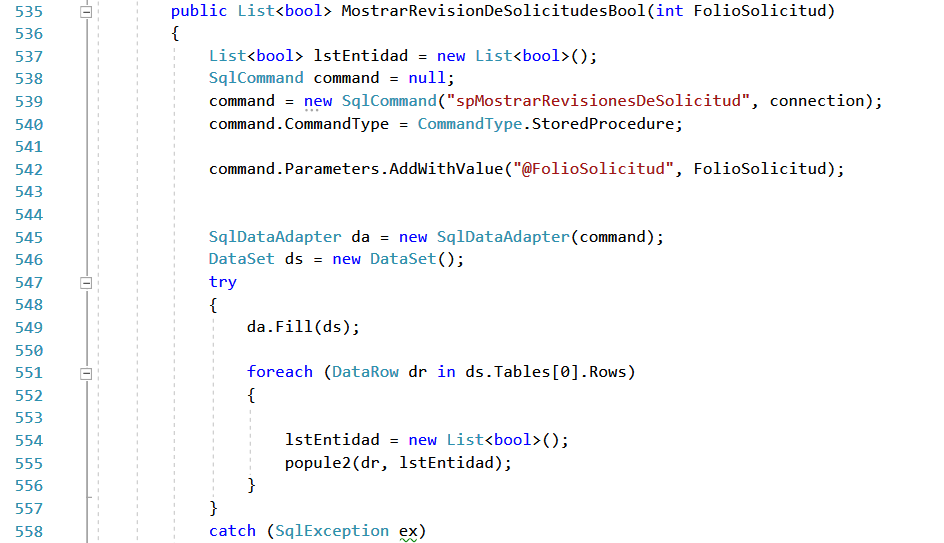 535 public List<bool> MostrarRevisionDeSolicitudesBool(int FolioSolicitud)
536 {
537 List<bool> lstEntidad = new List<bool>();
538 SqlCommand command = null;
539 command = new SqlCommand("spMostrarRevisionesDeSolicitud", connection);
540 command.CommandType = CommandType.StoredProcedure;
541
542 command.Parameters.AddWithValue("@FolioSolicitud", FolioSolicitud);
543
544
545 SqlDataAdapter da = new SqlDataAdapter(command);
546 DataSet ds = new DataSet();
547 try
548 {
549 da.Fill(ds);
550
551 foreach (DataRow dr in ds.Tables[0].Rows)
552 {
553
554 lstEntidad = new List<bool>();
555 popule2(dr, lstEntidad);
556 }
557 }
558 catch (SqlException ex)